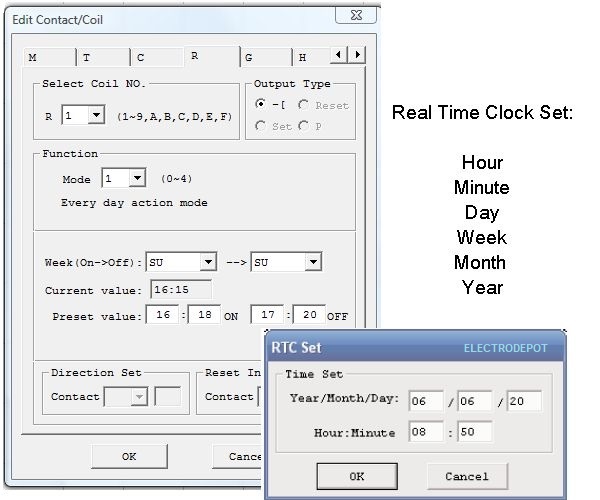 Edit Contact/Coil
M T C R G H
Select Coil NO.
R 1 (1~9,A,B,C,D,E,F)
Output Type
-[ Reset
Set P
Function
Mode 1 (0~4)
Every day action mode
Week(On->Off): SU --> SU
Current value: 16:15
Preset value: 16 : 18 ON 17 : 20 OFF
Direction Set
Contact
Reset In
Contact
OK Cance
Real Time Clock Set:
Hour
Minute
Day
Week
Month
Year
RTC Set ELECTRODEPOT
Time Set
Year/Month/Day: 06 / 06 / 20
Hour:Minute 08 : 50
OK Cancel